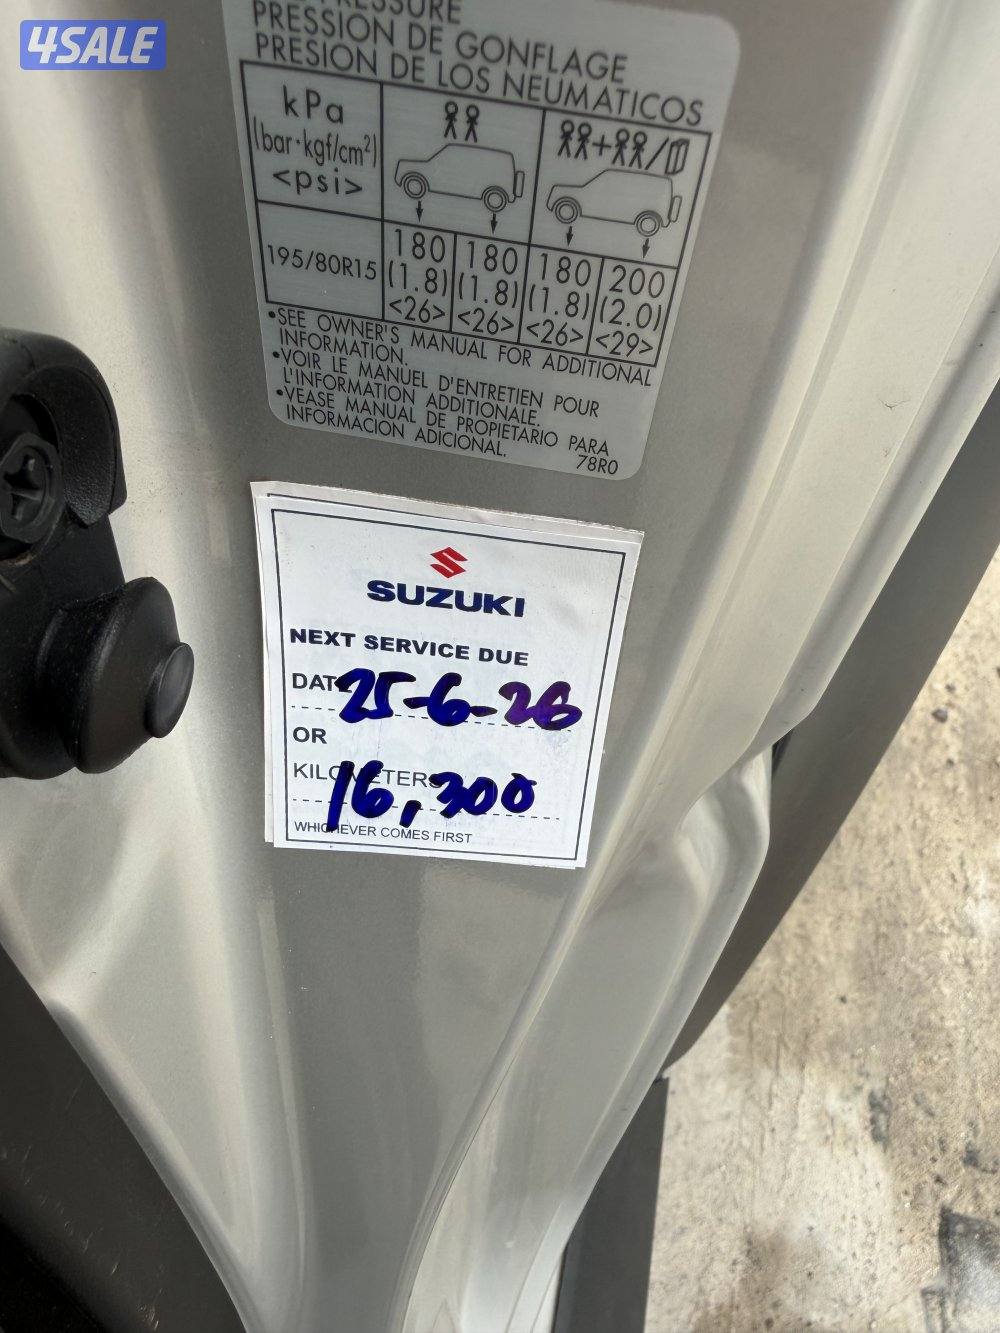 4SALE
PRESSURE
PRESSION DE GONFLAGE
PRESION DE LOS NEUMATICOS
kPa
(bar·kgf/cm²)
<psi>
+ /
195/80R15
180 180 180 200
(1.8) (1.8) (1.8) (2.0)
<26> <26> <26> <29>
•SEE OWNER'S MANUAL FOR ADDITIONAL
INFORMATION.
•VOIR LE MANUEL D'ENTRETIEN POUR
L'INFORMATION ADDITIONALE.
•VEASE MANUAL DE PROPIETARIO PARA
INFORMACION ADICIONAL.
78R0
SUZUKI
NEXT SERVICE DUE
DATE 25-6-26
OR
KILOMETERS 16,300
WHICHEVER COMES FIRST